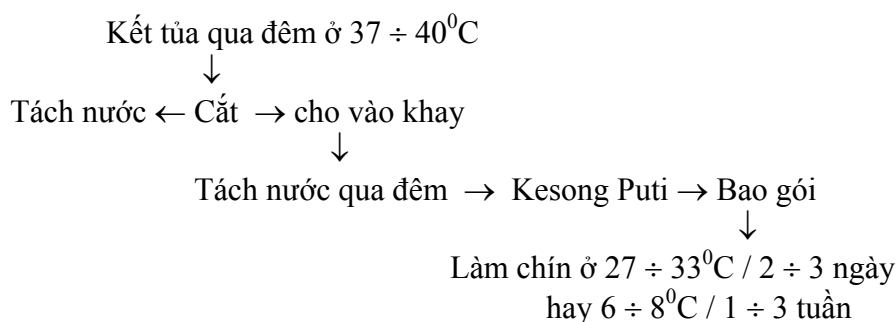 Kết tủa qua đêm ở 37 ÷ 40⁰C
↓
Tách nước ← Cắt → cho vào khay
↓
Tách nước qua đêm → Kesong Puti → Bao gói
↓
Làm chín ở 27 ÷ 33⁰C / 2 ÷ 3 ngày
hay 6 ÷ 8⁰C / 1 ÷ 3 tuần